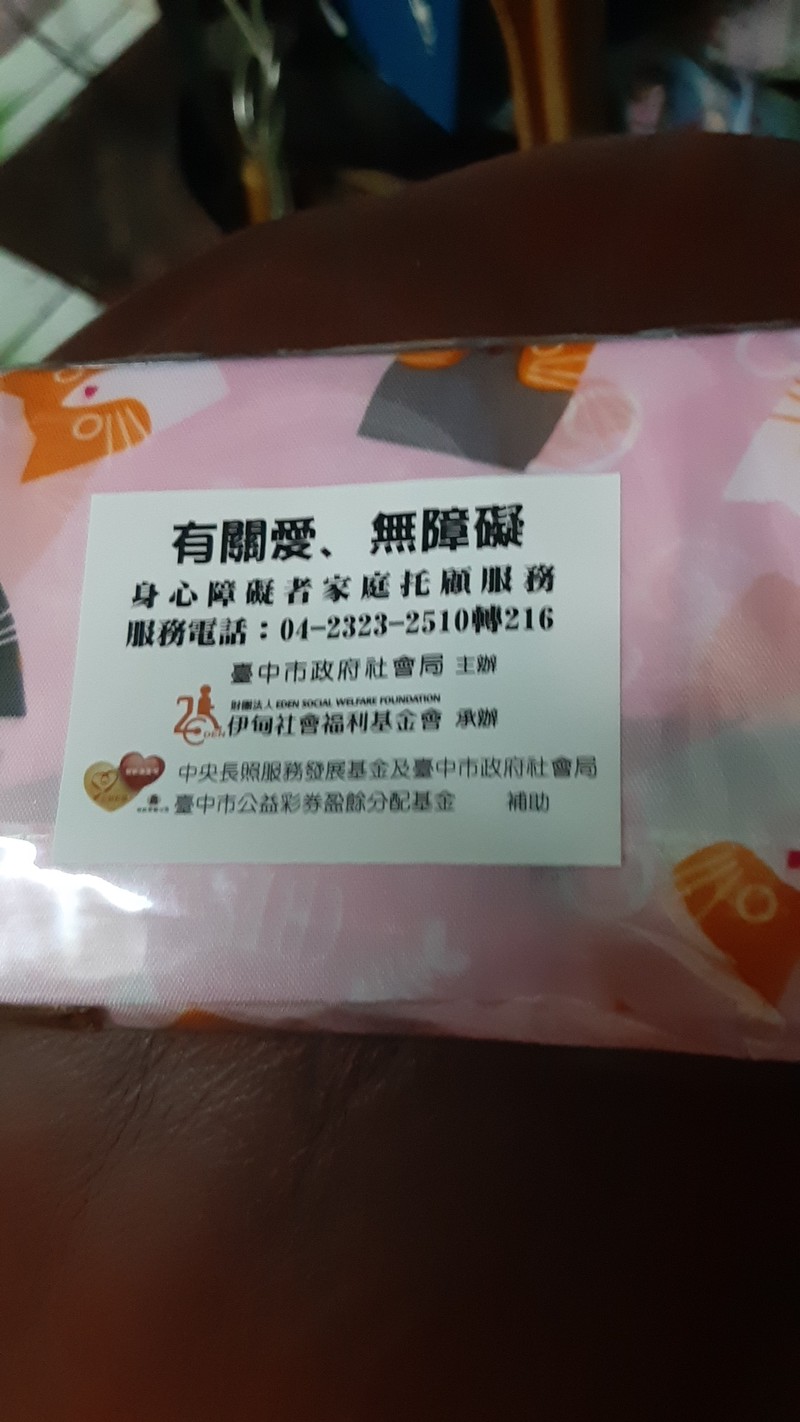 有關愛、無障礙
身心障礙者家庭托顧服務
服務電話：04-2323-2510轉216
臺中市政府社會局 主辦
財團法人 EDEN SOCIAL WELFARE FOUNDATION
伊甸社會福利基金會 承辦
EDEN
中央長照服務發展基金及臺中市政府社會局
臺中市公益彩券盈餘分配基金 補助